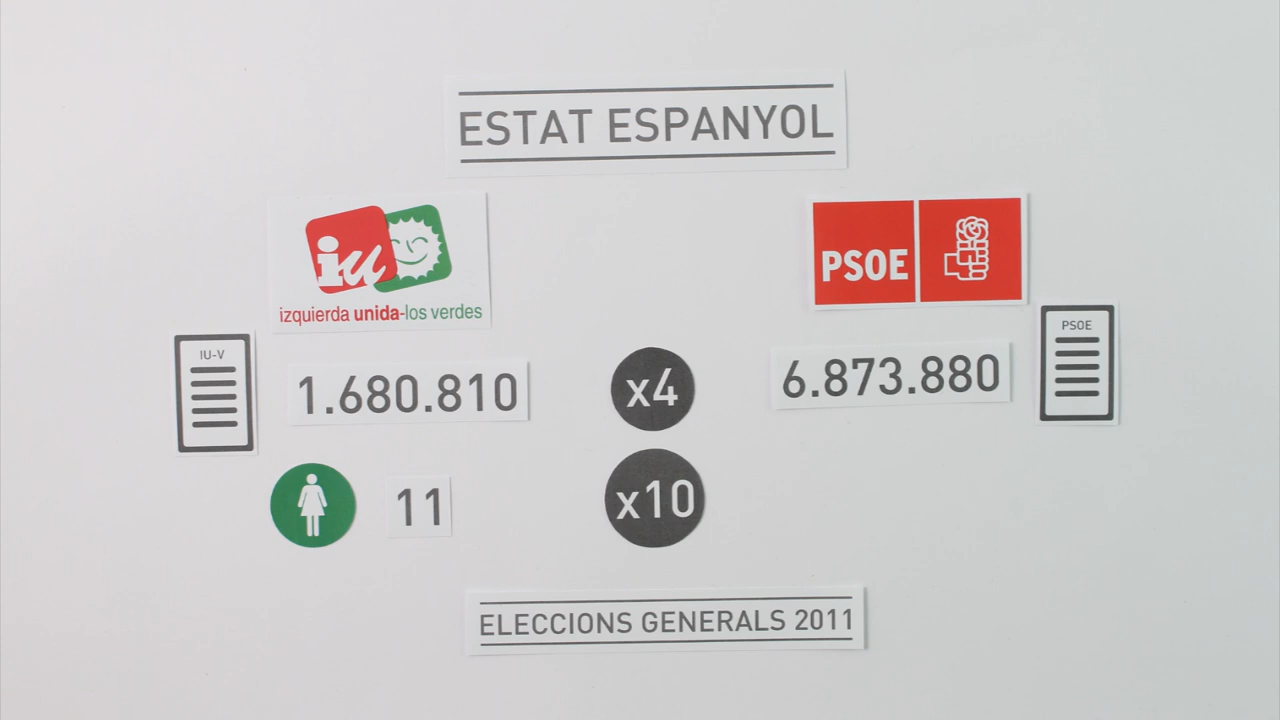 ESTAT ESPANYOL
iu
izquierda unida-los verdes
PSOE
IU-V
1.680.810
x4
6.873.880
PSOE
11
x10
ELECCIONS GENERALS 2011